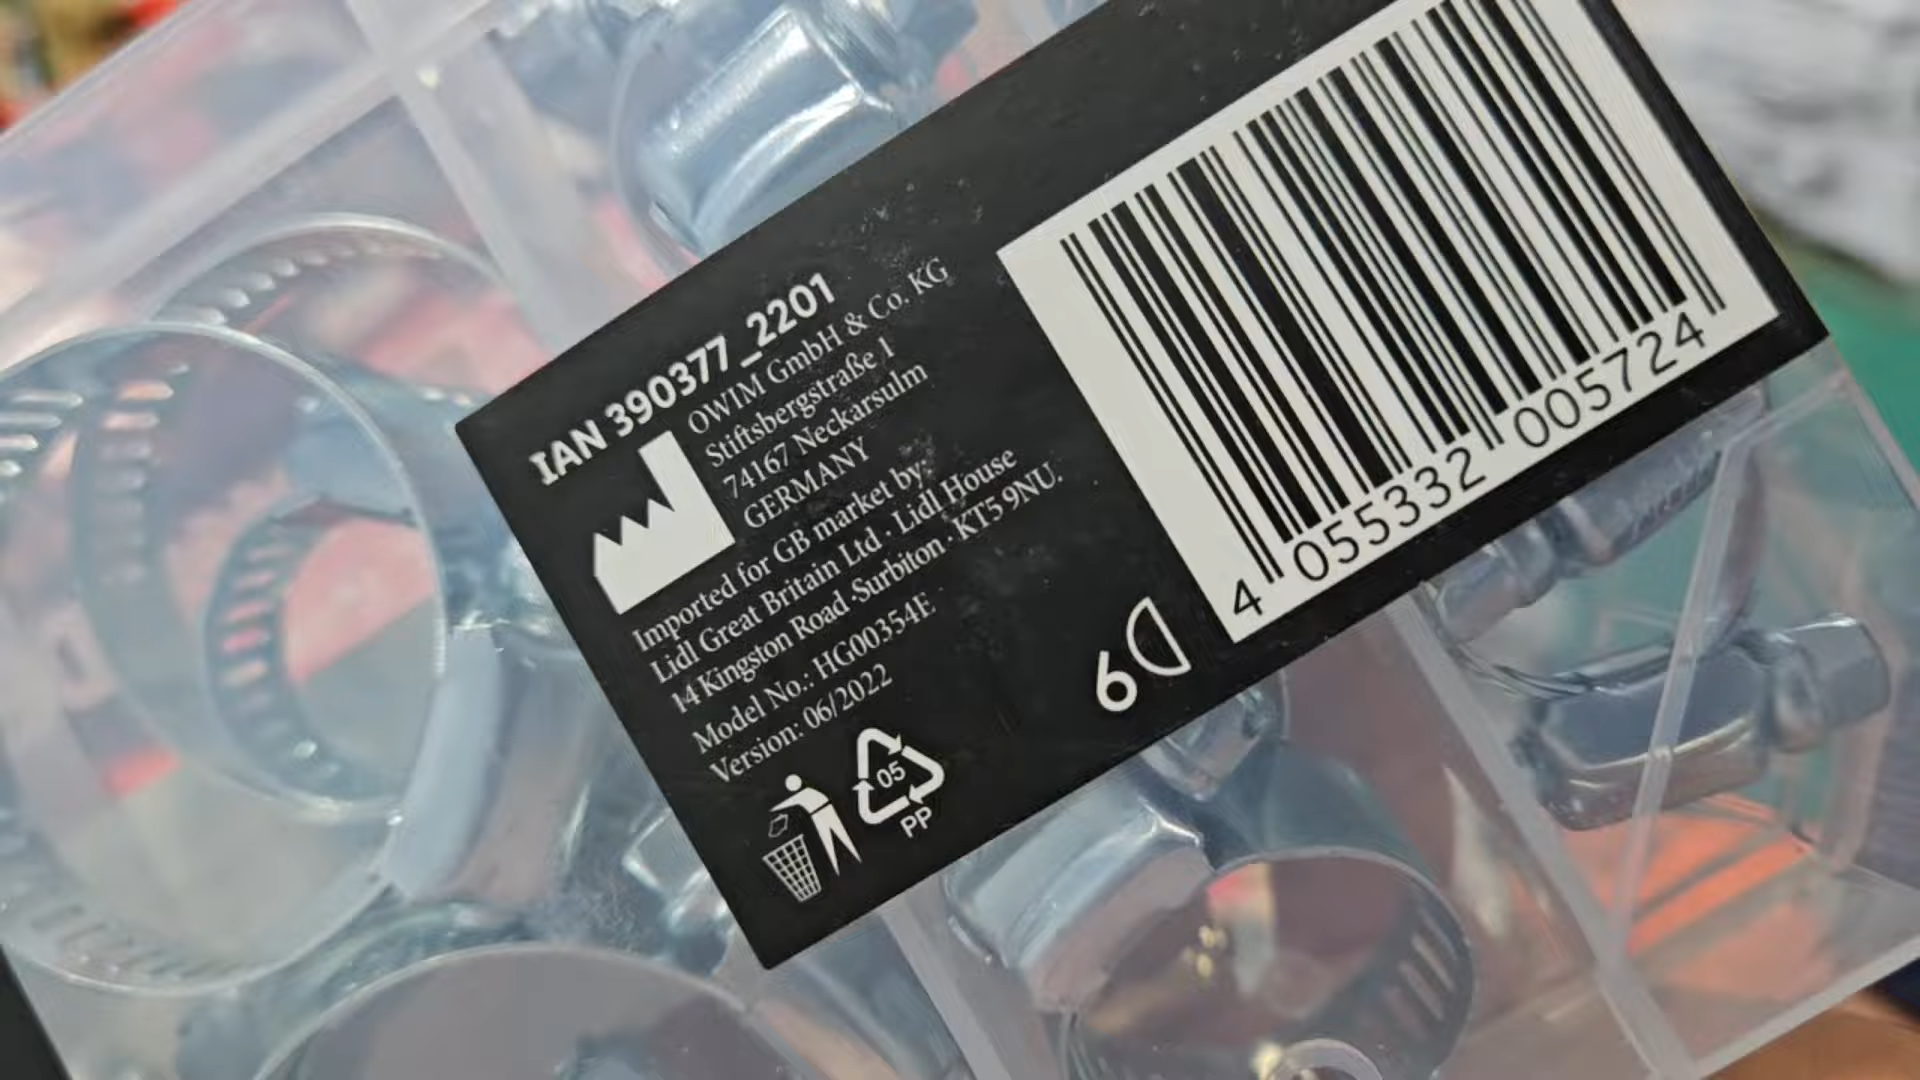 IAN 390377_2201
OWIM GmbH & Co. KG
Stiftsbergstraße 1
74167 Neckarsulm
GERMANY
Imported for GB market by:
Lidl Great Britain Ltd · Lidl House
14 Kingston Road · Surbiton · KT5 9NU.
Model No.: HG00354E
Version: 06/2022
05
PP
6
4 055332 005724